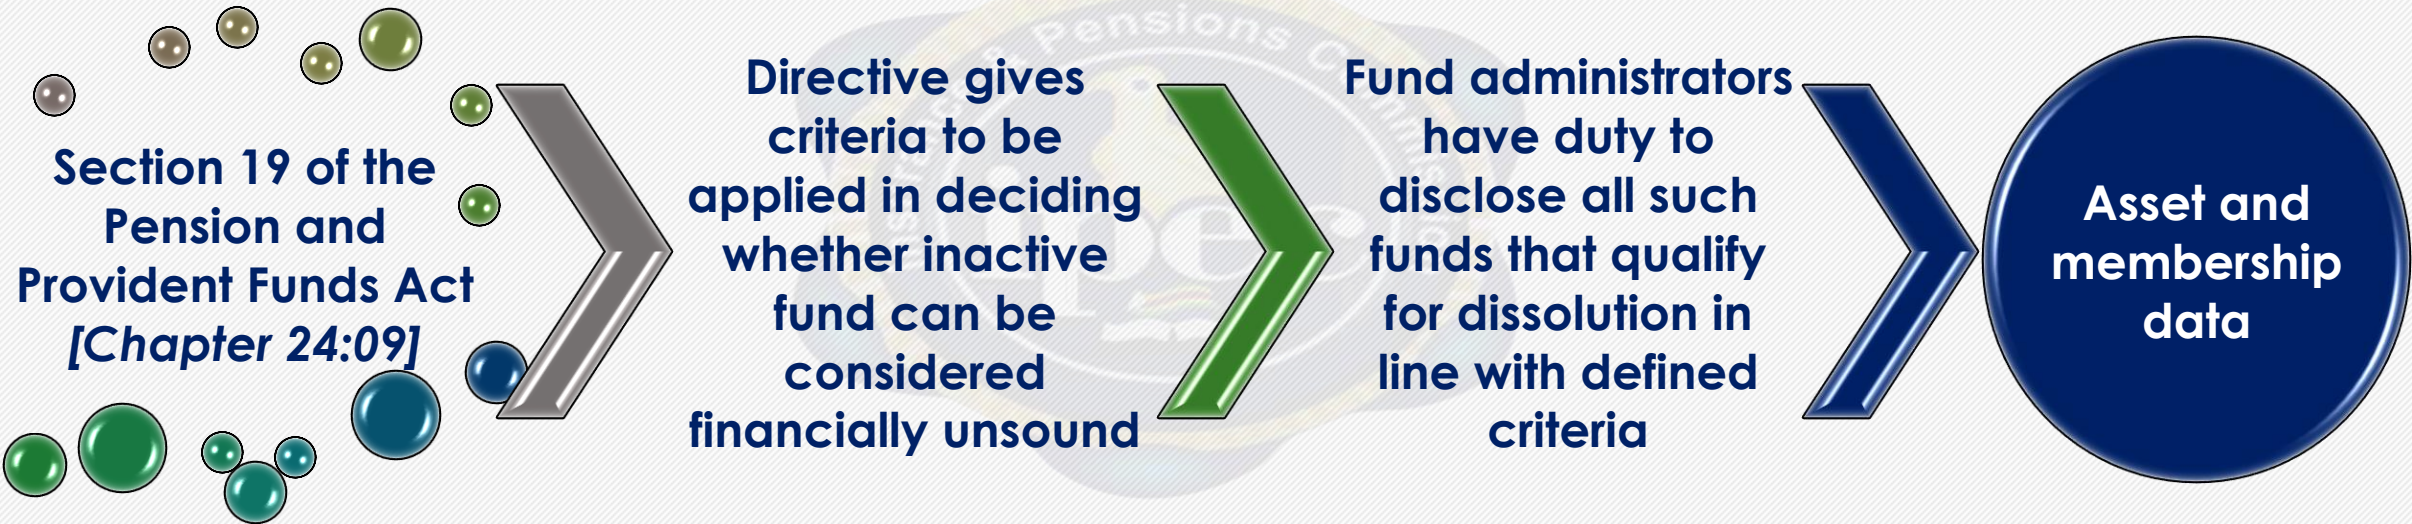 Section 19 of the
Pension and
Provident Funds Act
[Chapter 24:09]
Directive gives
criteria to be
applied in deciding
whether inactive
fund can be
considered
financially unsound
Fund administrators
have duty to
disclose all such
funds that qualify
for dissolution in
line with defined
criteria
Asset and
membership
data
& Pensions
ipec